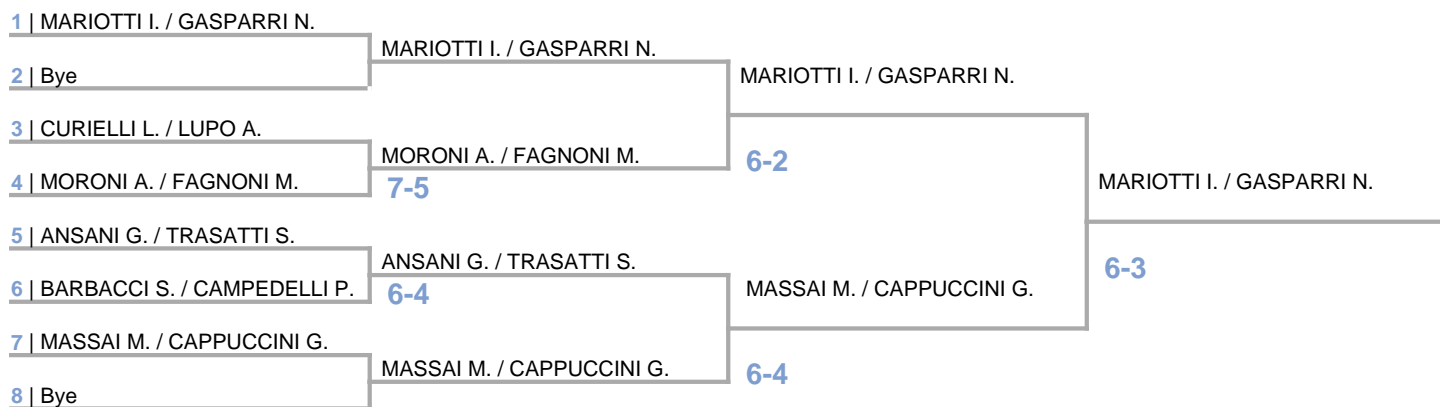 1 | MARIOTTI I. / GASPARRI N.
MARIOTTI I. / GASPARRI N.
2 | Bye
MARIOTTI I. / GASPARRI N.
3 | CURIELLI L. / LUPO A.
MORONI A. / FAGNONI M.
6-2
4 | MORONI A. / FAGNONI M.
7-5
MARIOTTI I. / GASPARRI N.
5 | ANSANI G. / TRASATTI S.
ANSANI G. / TRASATTI S.
6-3
6 | BARBACCI S. / CAMPEDELLI P.
6-4
MASSAI M. / CAPPUCCINI G.
7 | MASSAI M. / CAPPUCCINI G.
MASSAI M. / CAPPUCCINI G.
6-4
8 | Bye